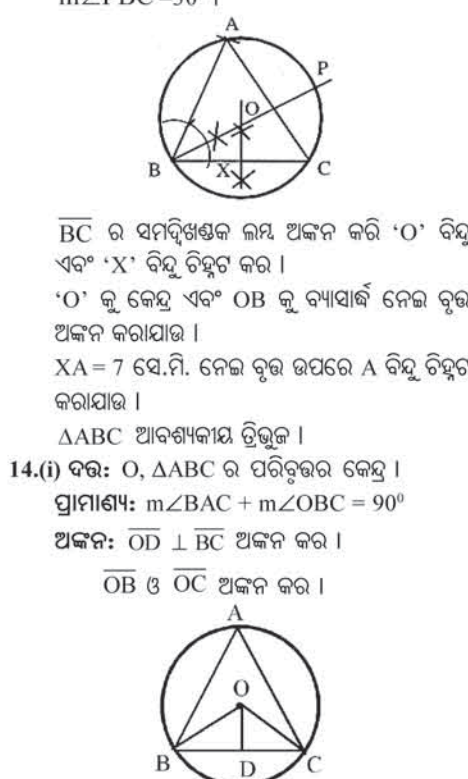 A
P
O
B
X
C
BC ର ସମଦ୍ୱିଖଣ୍ଡକ ଲମ୍ବ ଅଙ୍କନ କରି ‘O’ ବିନ୍ଦୁ
ଏବଂ ‘X’ ବିନ୍ଦୁ ଚିହ୍ନଟ କର ।
‘O’ କୁ କେନ୍ଦ୍ର ଏବଂ OB କୁ ବ୍ୟାସାର୍ଦ୍ଧ ନେଇ ବୃତ୍ତ
ଅଙ୍କନ କରାଯାଉ ।
XA = 7 ସେ.ମି. ନେଇ ବୃତ୍ତ ଉପରେ A ବିନ୍ଦୁ ଚିହ୍ନଟ
କରାଯାଉ ।
ΔABC ଆବଶ୍ୟକୀୟ ତ୍ରିଭୁଜ ।
14.(i) ଦତ୍ତ: O, ΔABC ର ପରିବୃତ୍ତର କେନ୍ଦ୍ର ।
ପ୍ରାମାଣ୍ୟ: m∠BAC + m∠OBC = 90⁰
ଅଙ୍କନ: OD ⊥ BC ଅଙ୍କନ କର ।
OB ଓ OC ଅଙ୍କନ କର ।
A
O
B
D
C